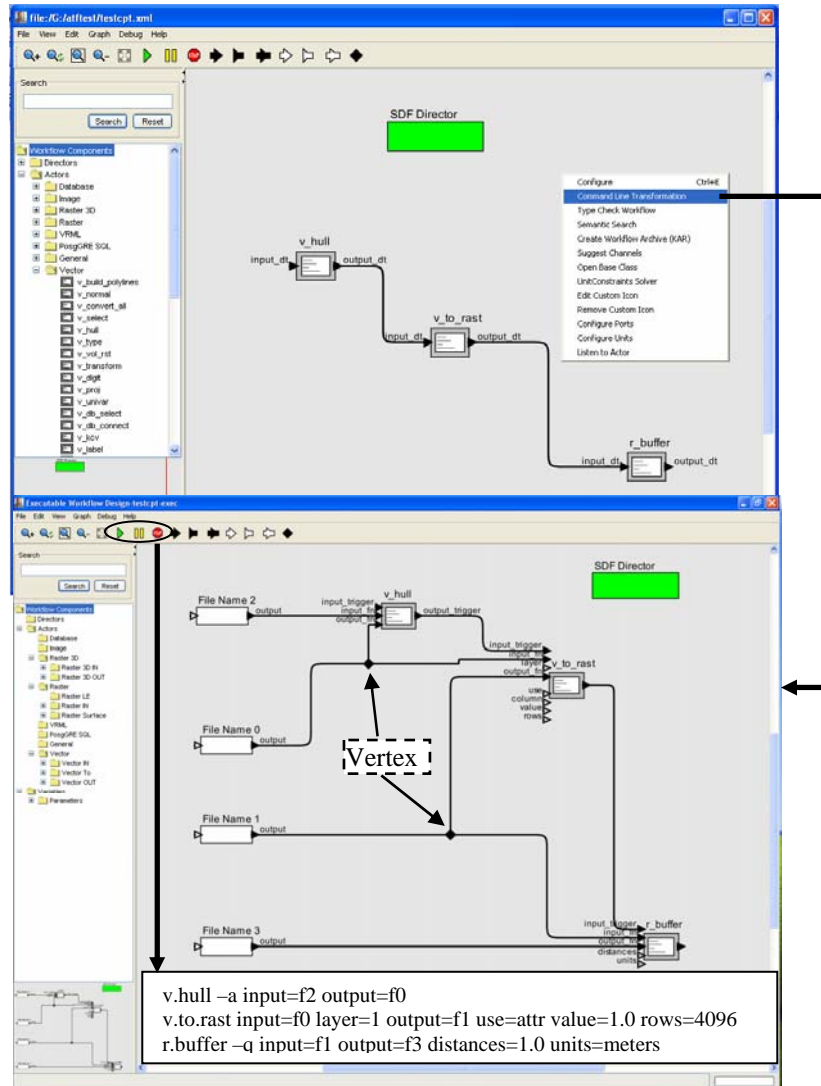 file:/G:/atftest/testcpt.xml
File View Edit Graph Debug Help
Search
Search Reset
Workflow Components
Directors
Actors
Database
Image
Raster 3D
Raster
VRML
PosgGRE SQL
General
Vector
v_build_polylines
v_normal
v_convert_all
v_select
v_hull
v_type
v_vol_rst
v_transform
v_digit
v_proj
v_univar
v_db_select
v_db_connect
v_kcv
v_label
SDF Director
v_hull
input_dt output_dt
v_to_rast
input_dt output_dt
r_buffer
input_dt output_dt
Configure Ctrl+E
Command Line Transformation
Type Check Workflow
Semantic Search
Create Workflow Archive (KAR)
Suggest Channels
Open Base Class
UnitConstraints Solver
Edit Custom Icon
Remove Custom Icon
Configure Ports
Configure Units
Listen to Actor
Executable Workflow Design-testcpt-exec
File Edit View Graph Debug Help
STOP
Search
Search Reset
Workflow Components
Directors
Actors
Database
Image
Raster 3D
Raster 3D IN
Raster 3D OUT
Raster
Raster LE
Raster IN
Raster Surface
VRML
PosgGRE SQL
General
Vector
Vector IN
Vector To
Vector OUT
Variables
Parameters
SDF Director
File Name 2
output
v_hull
input_trigger
input_fn
output_fn
output_trigger
input_trigger
input_fn
layer
output_fn
v_to_rast
use
column
value
rows
File Name 0
output
Vertex
File Name 1
output
File Name 3
output
input_trigger
input_fn
output_fn
distances
units
r_buffer
v.hull –a input=f2 output=f0
v.to.rast input=f0 layer=1 output=f1 use=attr value=1.0 rows=4096
r.buffer –q input=f1 output=f3 distances=1.0 units=meters